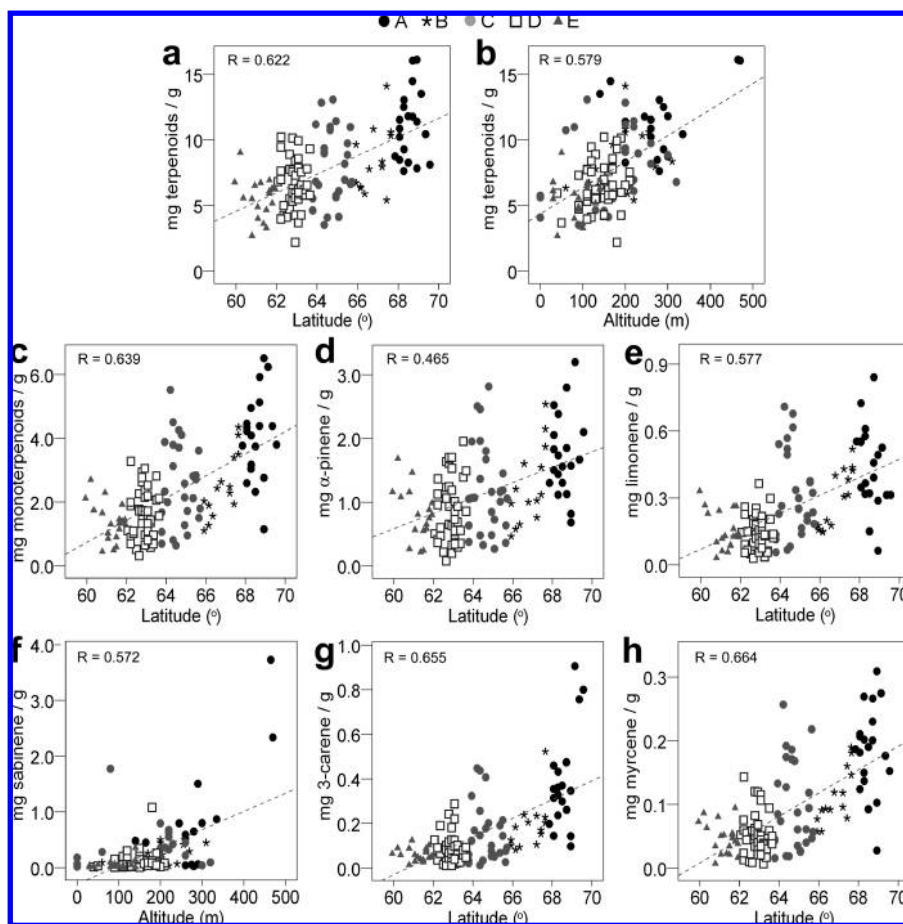 A B C D E
a
R = 0.622
mg terpenoids / g
15
10
5
0
60 62 64 66 68 70
Latitude (º)
b
R = 0.579
mg terpenoids / g
15
10
5
0
0 100 200 300 400 500
Altitude (m)
c
R = 0.639
mg monoterpenoids / g
6.0
4.0
2.0
0.0
60 62 64 66 68 70
Latitude (º)
d
R = 0.465
mg α-pinene / g
3.0
2.0
1.0
0.0
60 62 64 66 68 70
Latitude (º)
e
R = 0.577
mg limonene / g
0.9
0.6
0.3
0.0
60 62 64 66 68 70
Latitude (º)
f
R = 0.572
mg sabinene / g
4.0
3.0
2.0
1.0
0.0
0 100 200 300 400 500
Altitude (m)
g
R = 0.655
mg 3-carene / g
1.0
0.8
0.6
0.4
0.2
0.0
60 62 64 66 68 70
Latitude (º)
h
R = 0.664
mg myrcene / g
0.3
0.2
0.1
0.0
60 62 64 66 68 70
Latitude (º)